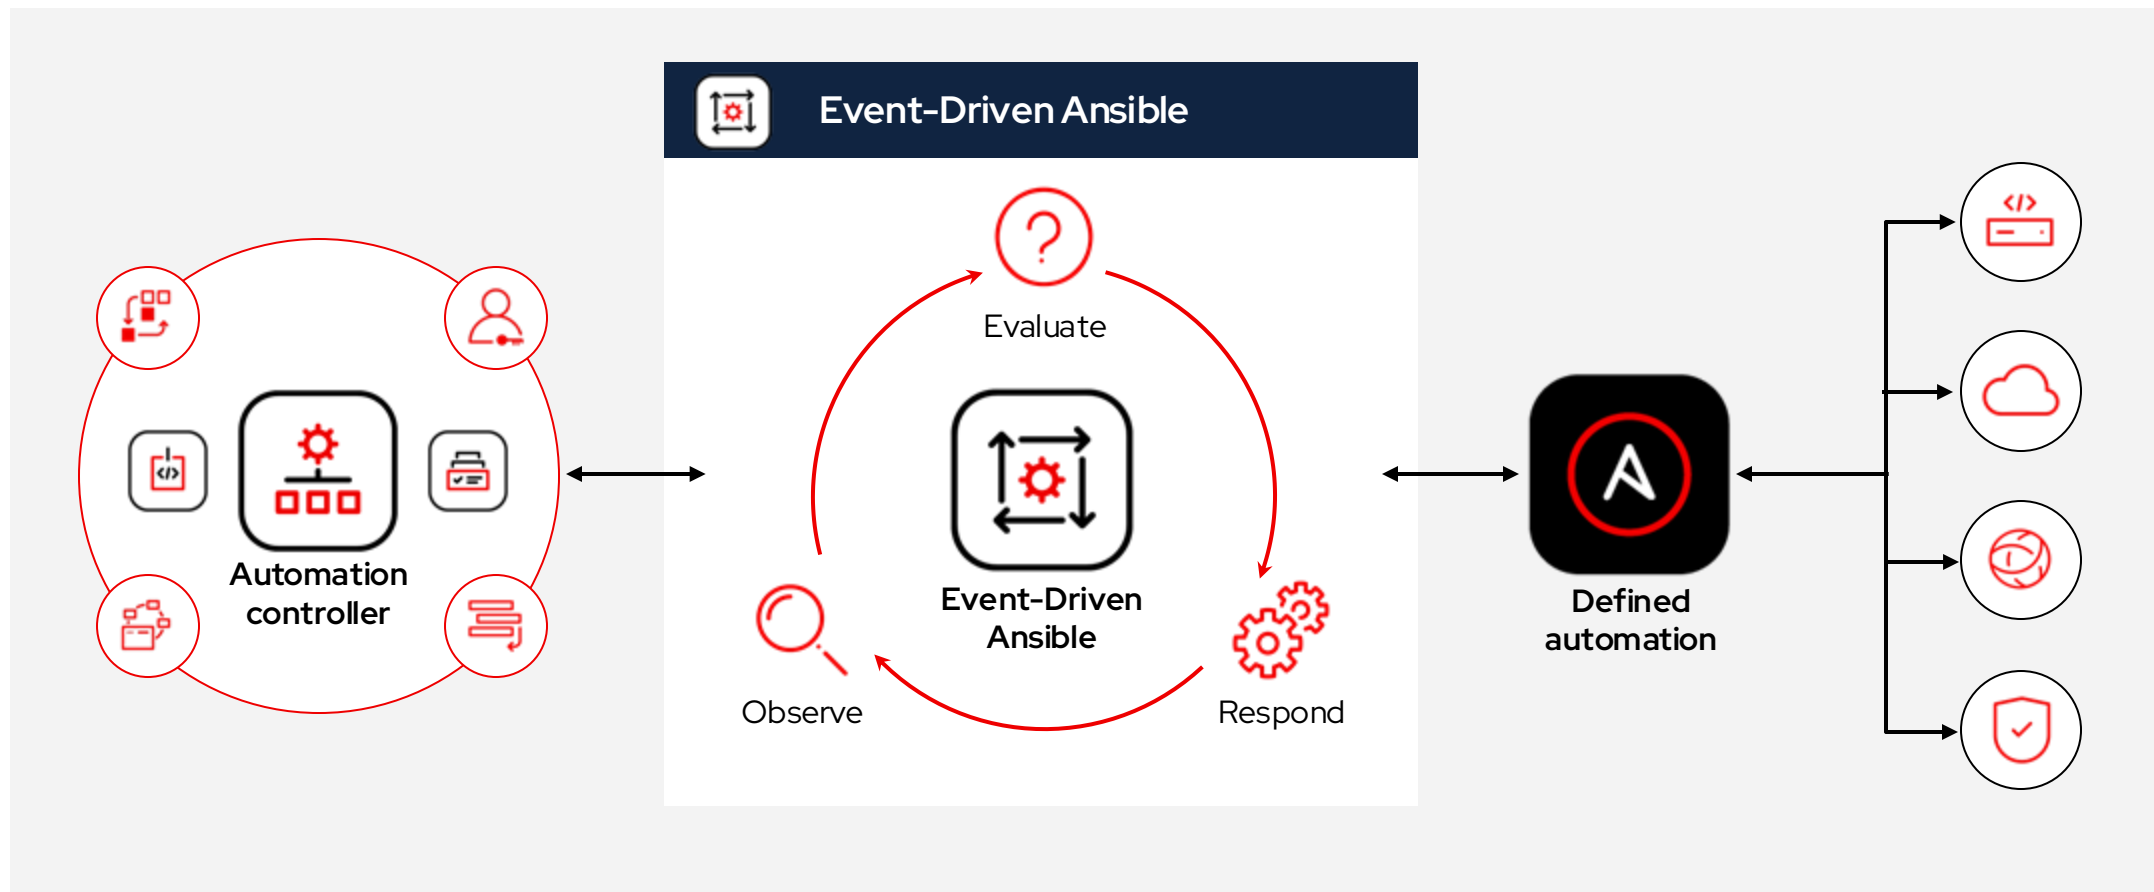 Event-Driven Ansible
Evaluate
Automation
controller
Event-Driven
Ansible
Observe
Respond
Defined
automation